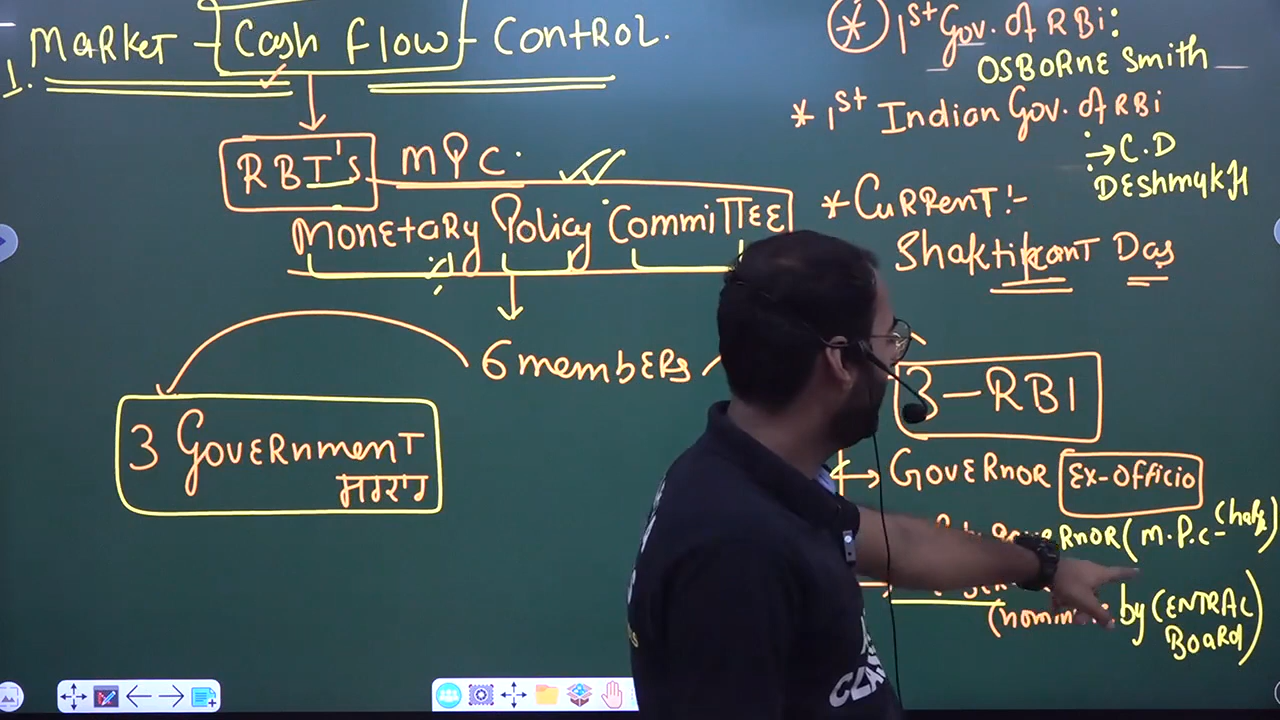 1. Market - Cash Flow - Control.
RBI's MPC.
Monetary Policy Committee
6 members
3 Government
सरकार
* 1st Gov. of RBi:
OSBORNE Smith
* 1st Indian Gov. of RBi
→ C.D
DEShmukH
* CuRRent :-
Shaktikant Das
3-RBI
→ Governor Ex-officio
governor (M.P.C-
by CENTRAL
BOARD)
CLA